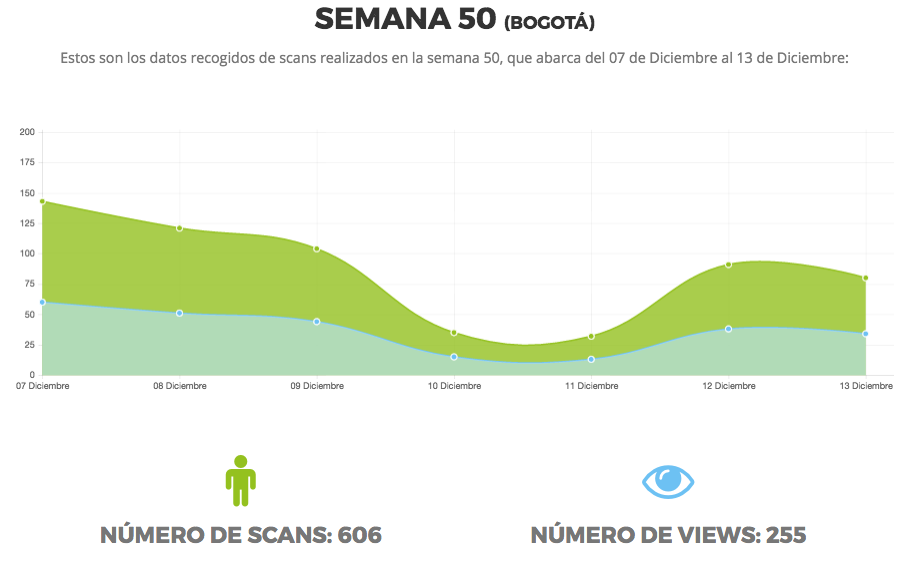 SEMANA 50 (BOGOTÁ)
Estos son los datos recogidos de scans realizados en la semana 50, que abarca del 07 de Diciembre al 13 de Diciembre:
200
175
150
125
100
75
50
25
0
07 Diciembre 08 Diciembre 09 Diciembre 10 Diciembre 11 Diciembre 12 Diciembre 13 Diciembre
NÚMERO DE SCANS: 606 NÚMERO DE VIEWS: 255